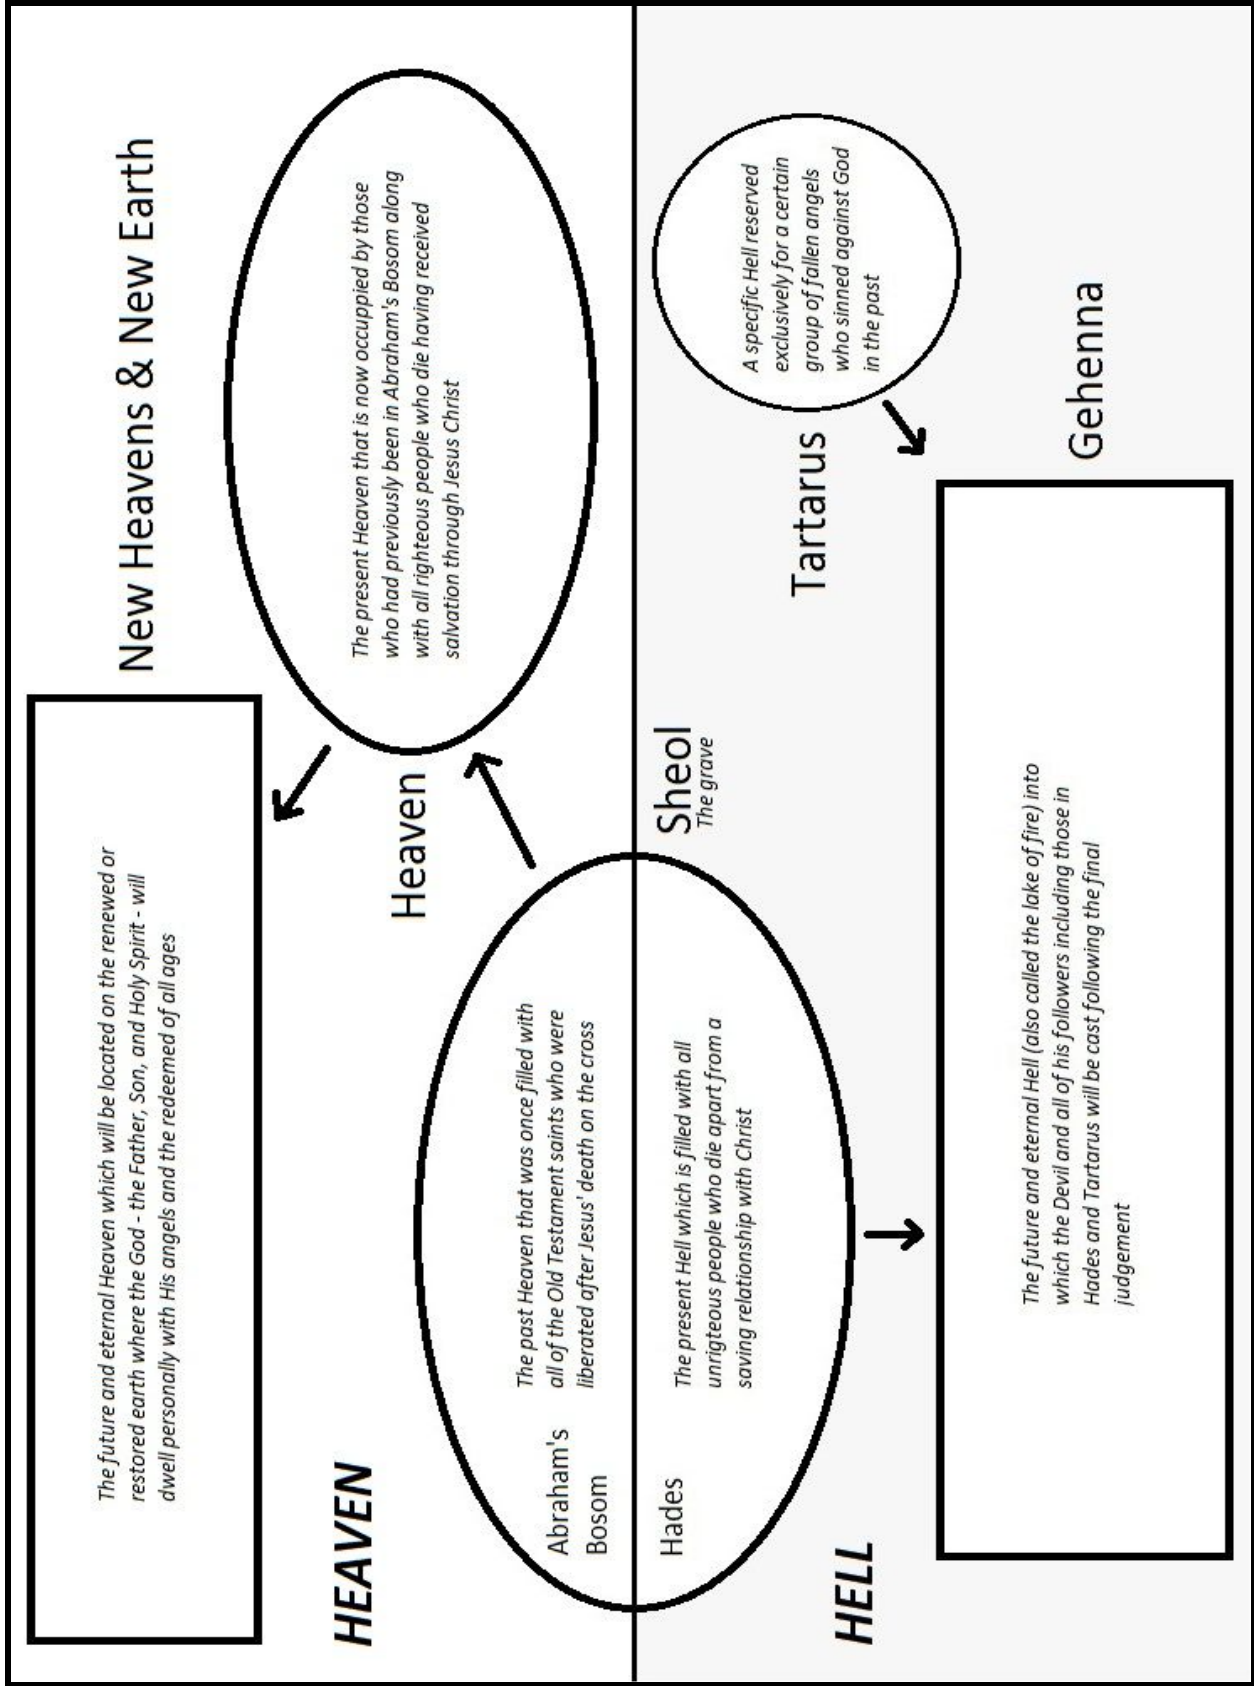 New Heavens & New Earth
The future and eternal Heaven which will be located on the renewed or
restored earth where the God - the Father, Son, and Holy Spirit - will
dwell personally with His angels and the redeemed of all ages
HEAVEN
Heaven
The present Heaven that is now occuppied by those
who had previously been in Abraham's Bosom along
with all righteous people who die having received
salvation through Jesus Christ
Abraham's
Bosom
The past Heaven that was once filled with
all of the Old Testament saints who were
liberated after Jesus' death on the cross
Sheol
The grave
Hades
The present Hell which is filled with all
unrigteous people who die apart from a
saving relationship with Christ
Tartarus
A specific Hell reserved
exclusively for a certain
group of fallen angels
who sinned against God
in the past
HELL
Gehenna
The future and eternal Hell (also called the lake of fire) into
which the Devil and all of his followers including those in
Hades and Tartarus will be cast following the final
judgement